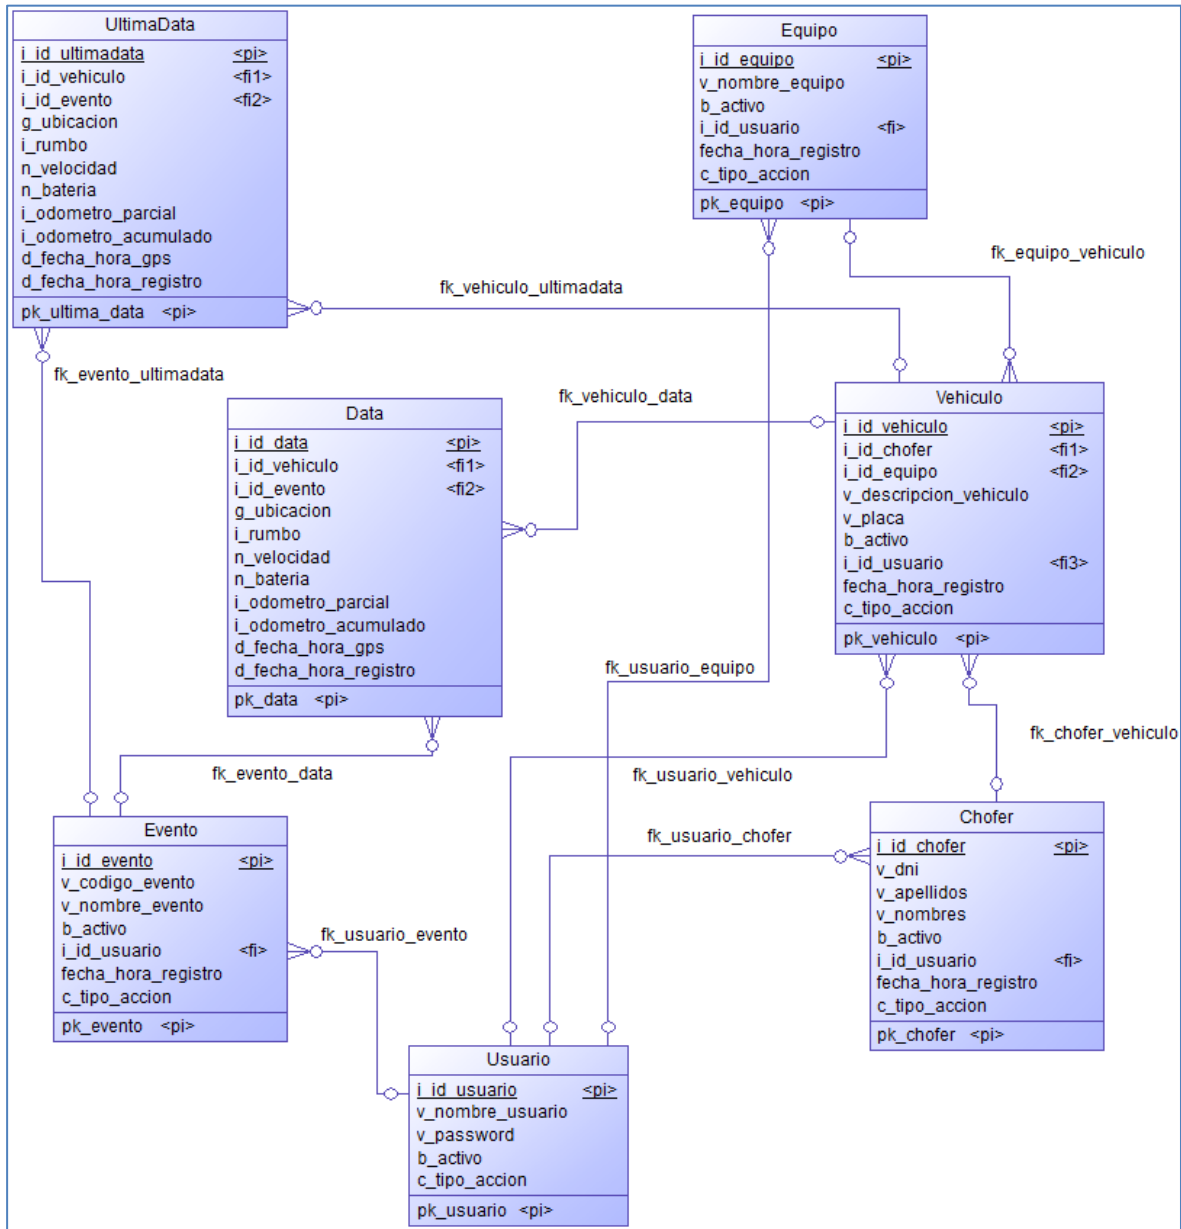 UltimaData
i_id_ultimadata <pi>
i_id_vehiculo <fi1>
i_id_evento <fi2>
g_ubicacion
i_rumbo
n_velocidad
n_bateria
i_odometro_parcial
i_odometro_acumulado
d_fecha_hora_gps
d_fecha_hora_registro
pk_ultima_data <pi>
Equipo
i_id_equipo <pi>
v_nombre_equipo
b_activo
i_id_usuario <fi>
fecha_hora_registro
c_tipo_accion
pk_equipo <pi>
fk_equipo_vehiculo
fk_vehiculo_ultimadata
fk_evento_ultimadata
fk_vehiculo_data
Data
i_id_data <pi>
i_id_vehiculo <fi1>
i_id_evento <fi2>
g_ubicacion
i_rumbo
n_velocidad
n_bateria
i_odometro_parcial
i_odometro_acumulado
d_fecha_hora_gps
d_fecha_hora_registro
pk_data <pi>
Vehiculo
i_id_vehiculo <pi>
i_id_chofer <fi1>
i_id_equipo <fi2>
v_descripcion_vehiculo
v_placa
b_activo
i_id_usuario <fi3>
fecha_hora_registro
c_tipo_accion
pk_vehiculo <pi>
fk_usuario_equipo
fk_chofer_vehiculo
fk_evento_data
fk_usuario_vehiculo
fk_usuario_chofer
Evento
i_id_evento <pi>
v_codigo_evento
v_nombre_evento
b_activo
i_id_usuario <fi>
fecha_hora_registro
c_tipo_accion
pk_evento <pi>
fk_usuario_evento
Chofer
i_id_chofer <pi>
v_dni
v_apellidos
v_nombres
b_activo
i_id_usuario <fi>
fecha_hora_registro
c_tipo_accion
pk_chofer <pi>
Usuario
i_id_usuario <pi>
v_nombre_usuario
v_password
b_activo
c_tipo_accion
pk_usuario <pi>